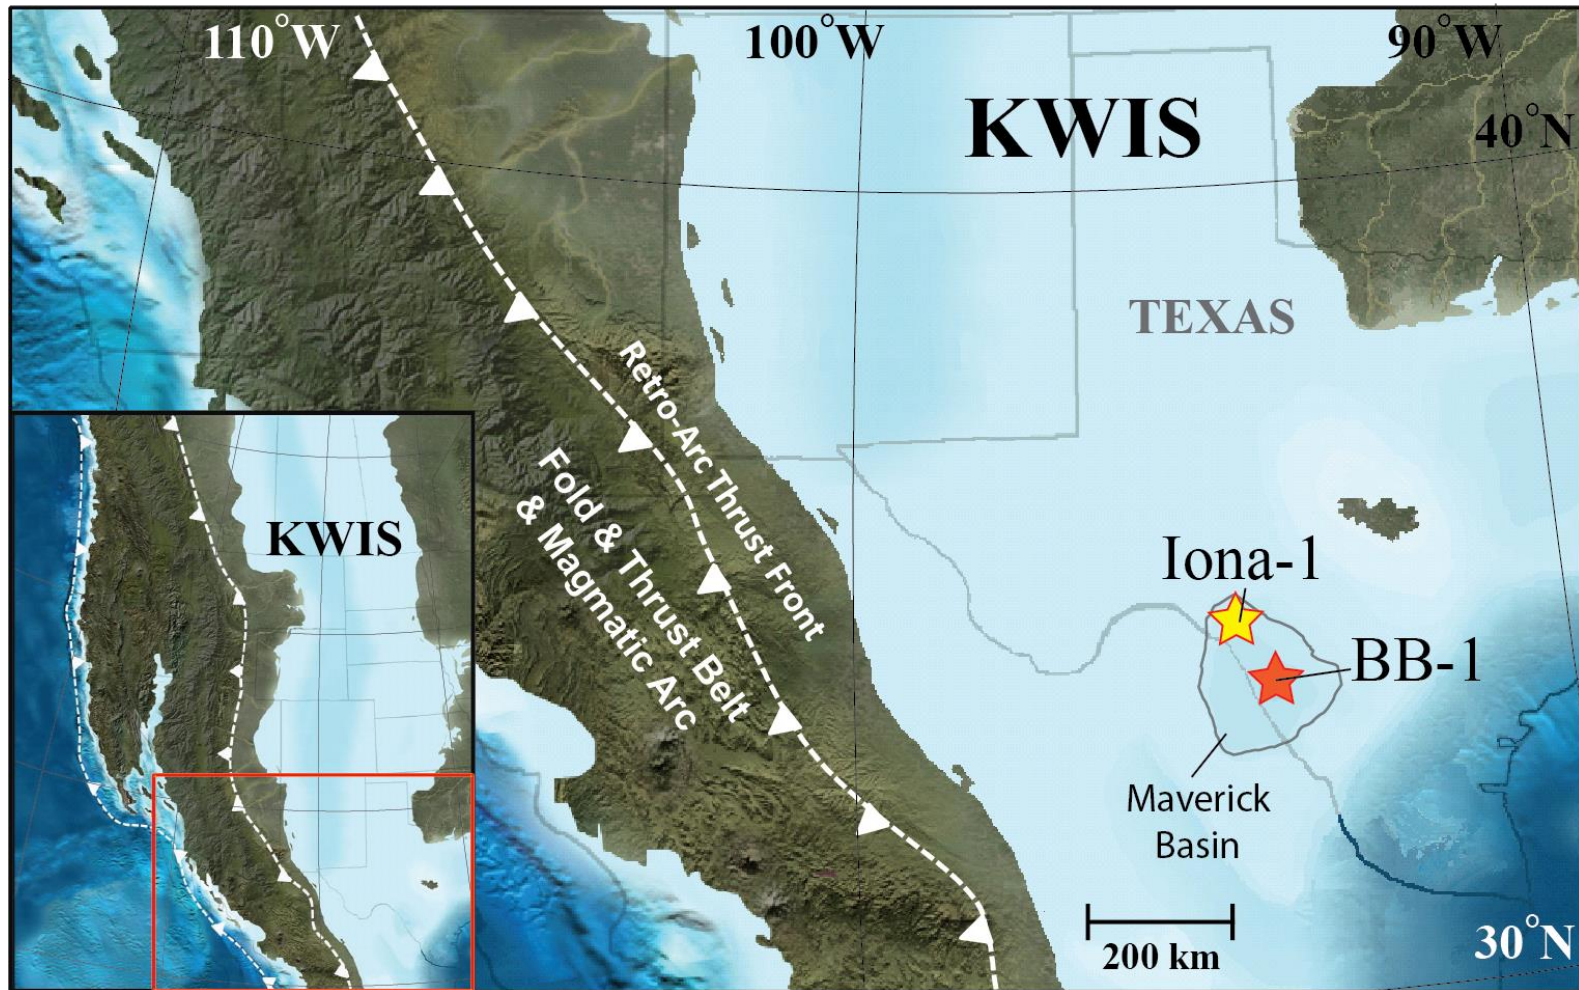 110°W
100°W
90°W
KWIS
40°N
TEXAS
Retro-Arc Thrust Front
Fold & Thrust Belt
& Magmatic Arc
KWIS
Iona-1
BB-1
Maverick
Basin
200 km
30°N